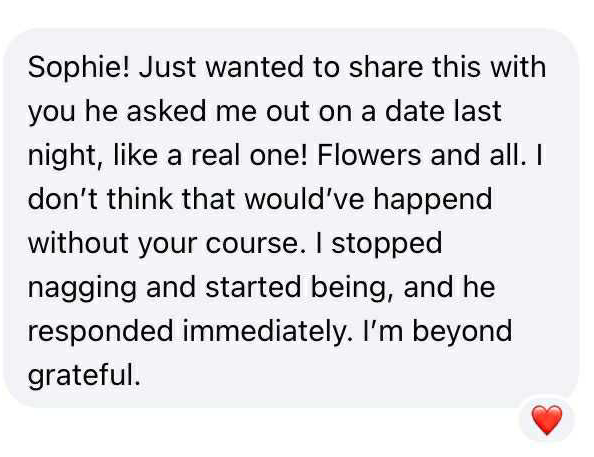 Sophie! Just wanted to share this with
you he asked me out on a date last
night, like a real one! Flowers and all. I
don’t think that would’ve happend
without your course. I stopped
nagging and started being, and he
responded immediately. I’m beyond
grateful.